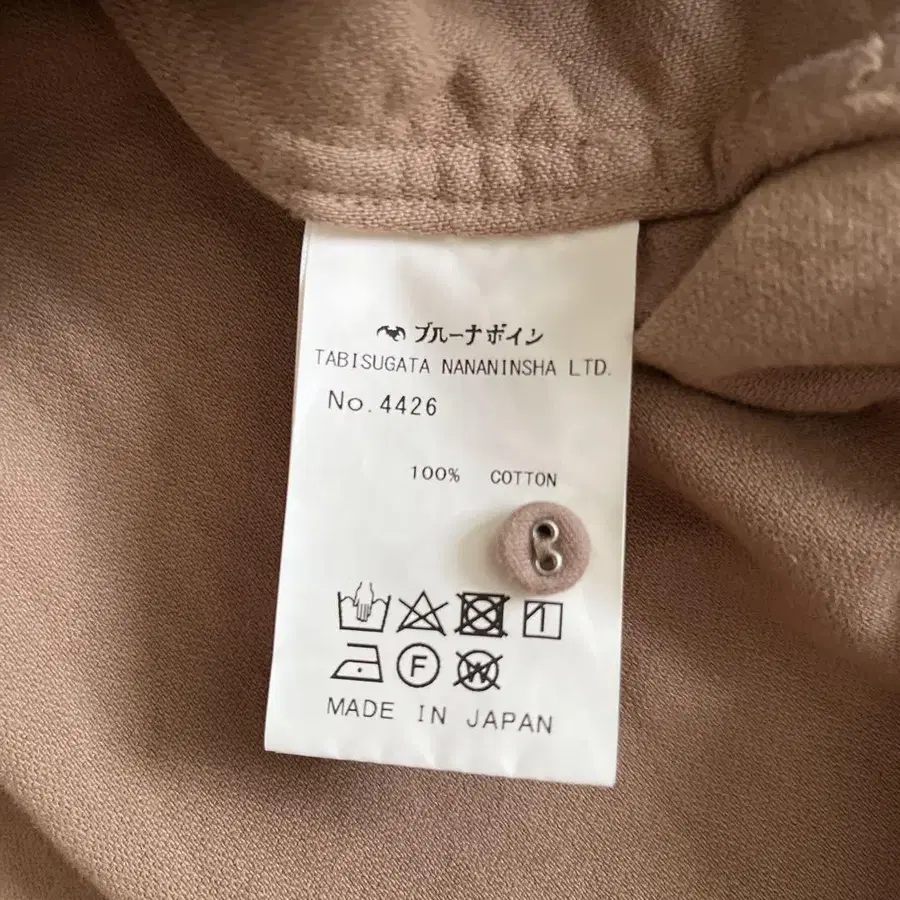 ブルーナボイン
TABISUGATA NANANINSHA LTD.
No. 4426
100% COTTON
F W
MADE IN JAPAN